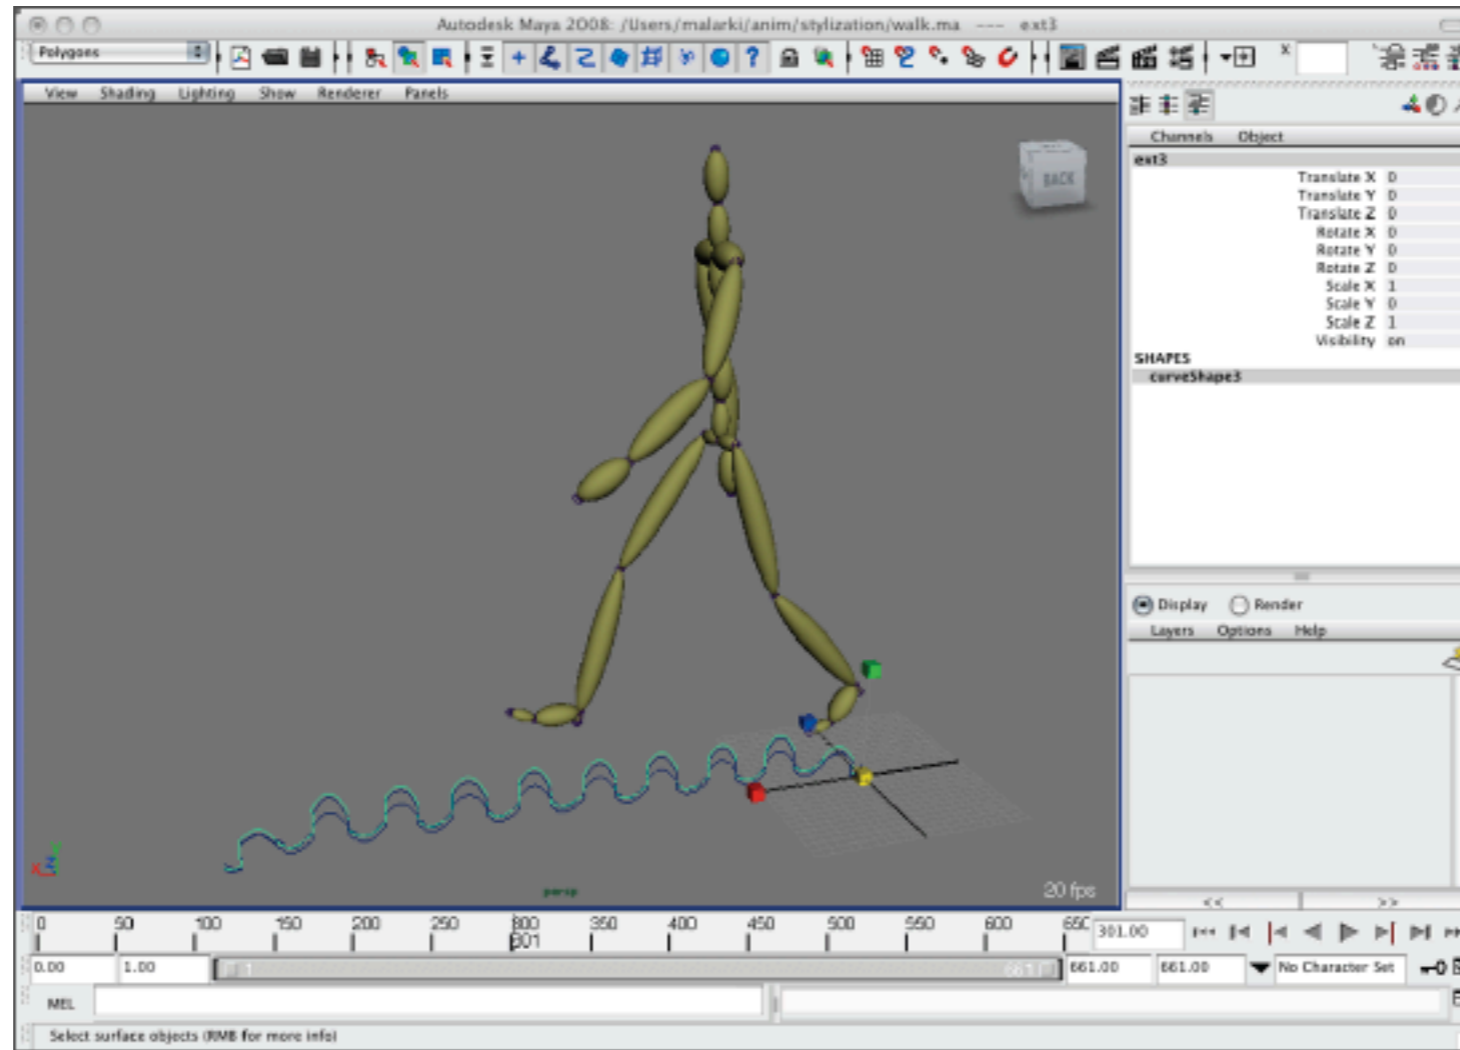 Autodesk Maya 2008: /Users/malarki/anim/stylization/walk.ma --- ext3
Polygons
View Shading Lighting Show Renderer Panels
BACK
Channels Object
ext3
Translate X 0
Translate Y 0
Translate Z 0
Rotate X 0
Rotate Y 0
Rotate Z 0
Scale X 1
Scale Y 0
Scale Z 1
Visibility on
SHAPES
curveShape3
Display Render
Layers Options Help
persp
20 fps
<< >>
0 50 100 150 200 250 300 350 400 450 500 550 600 650
301
301.00
0.00 1.00 1 661 661.00 661.00 No Character Set
MEL
Select surface objects (RMB for more info)